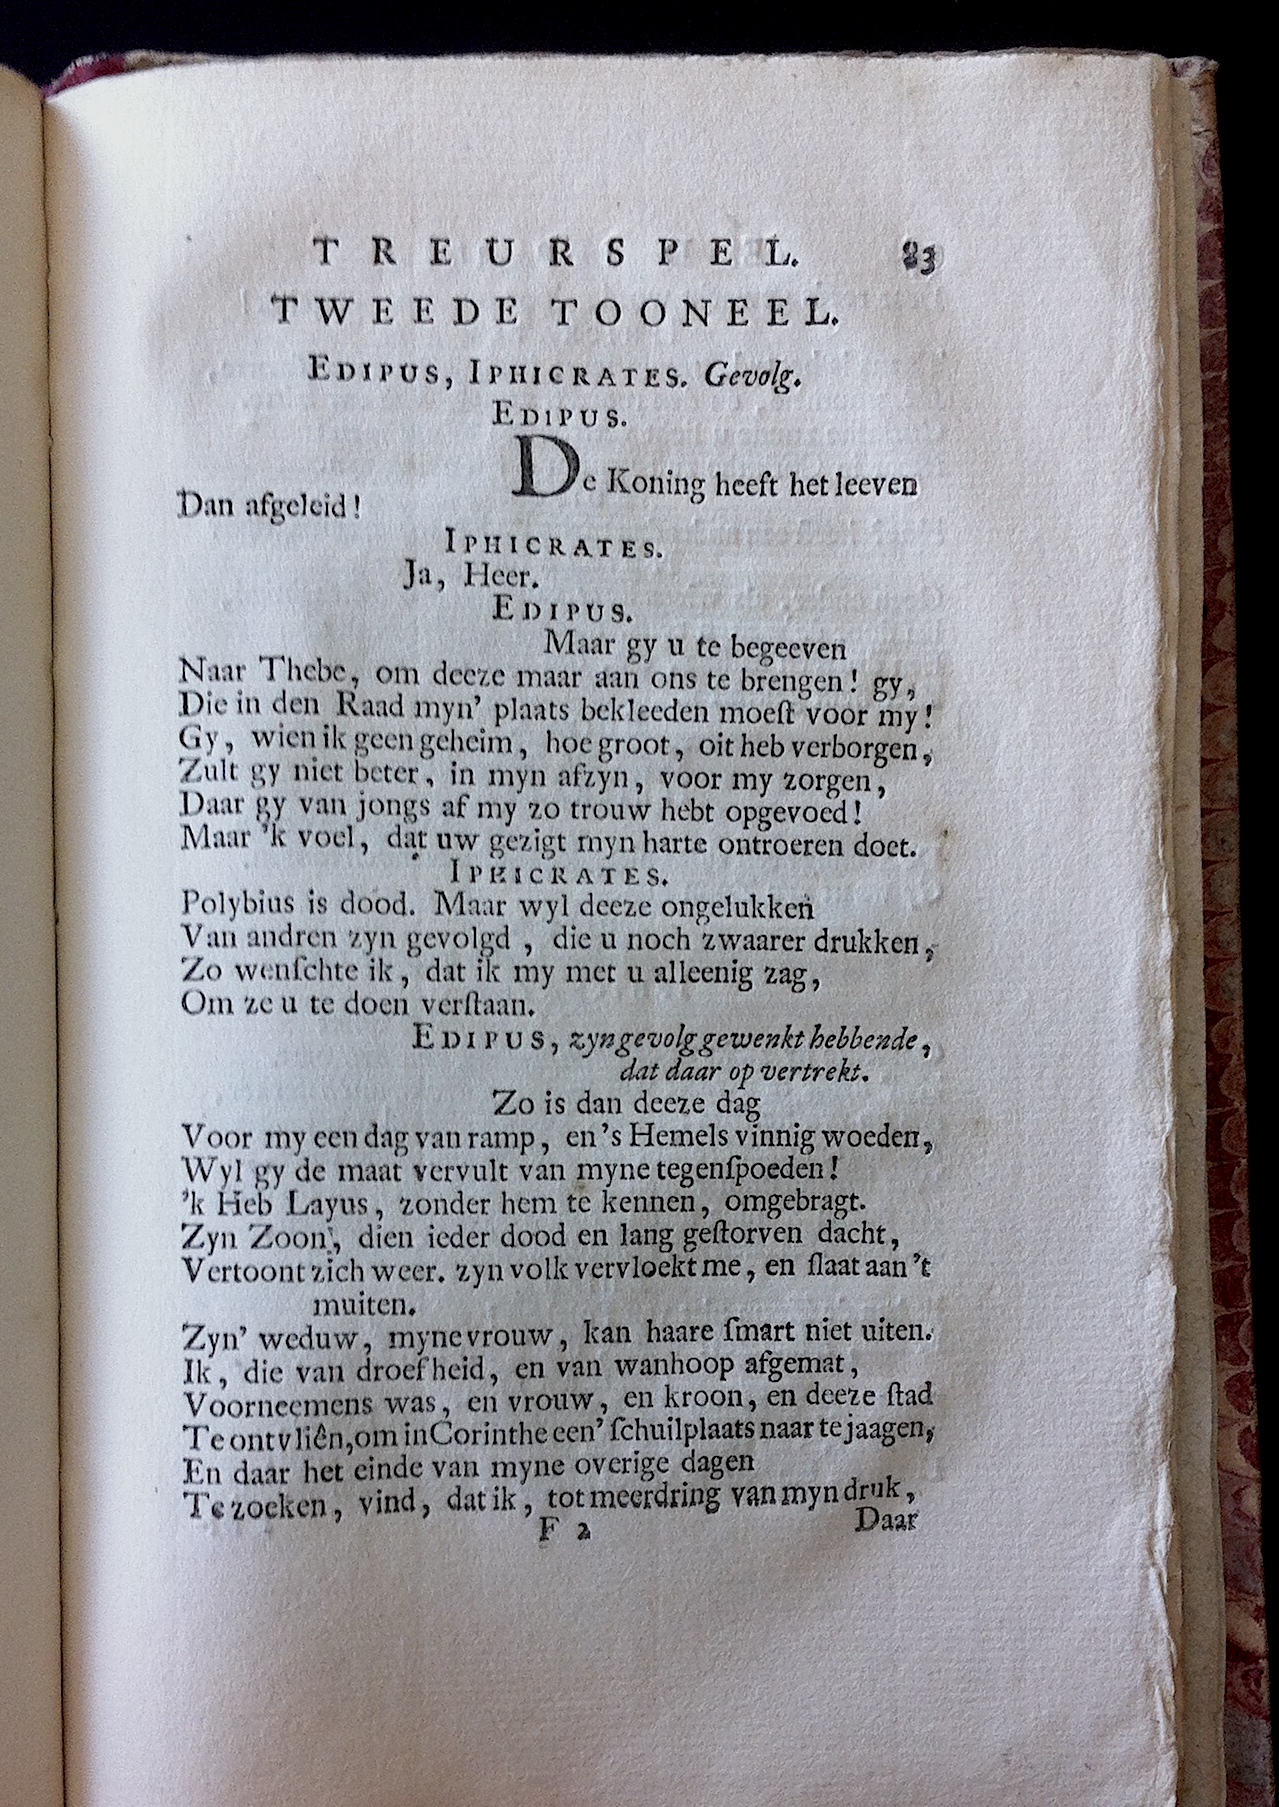 TREURSPEL. 83
TWEEDE TOONEEL.
EDIPUS, IPHICRATES. Gevolg.
EDIPUS.
De Koning heeft het leeven
Dan afgeleid!
IPHICRATES.
Ja, Heer.
EDIPUS.
Maar gy u te begeeven
Naar Thebe, om deeze maar aan ons te brengen! gy,
Die in den Raad myn' plaats bekleeden moeſt voor my!
Gy, wien ik geen geheim, hoe groot, oit heb verborgen,
Zult gy niet beter, in myn afzyn, voor my zorgen,
Daar gy van jongs af my zo trouw hebt opgevoed!
Maar 'k voel, dat uw gezigt myn harte ontroeren doet.
IPHICRATES.
Polybius is dood. Maar wyl deeze ongelukken
Van andren zyn gevolgd, die u noch zwaarer drukken,
Zo wenſchte ik, dat ik my met u alleenig zag,
Om ze u te doen verſtaan.
EDIPUS, zyn gevolg gewenkt hebbende,
dat daar op vertrekt.
Zo is dan deeze dag
Voor my een dag van ramp, en 's Hemels vinnig woeden,
Wyl gy de maat vervult van myne tegenſpoeden!
'k Heb Layus, zonder hem te kennen, omgebragt.
Zyn Zoon, dien ieder dood en lang geſtorven dacht,
Vertoont zich weer. zyn volk vervloekt me, en ſlaat aan 't
muiten.
Zyn' weduw, myne vrouw, kan haare ſmart niet uiten.
Ik, die van droefheid, en van wanhoop afgemat,
Voorneemens was, en vrouw, en kroon, en deeze ſtad
Te ontvliên, om in Corinthe een' ſchuilplaats naar te jaagen,
En daar het einde van myne overige dagen
Te zoeken, vind, dat ik, tot meerdring van myn druk,
F 2 Daar